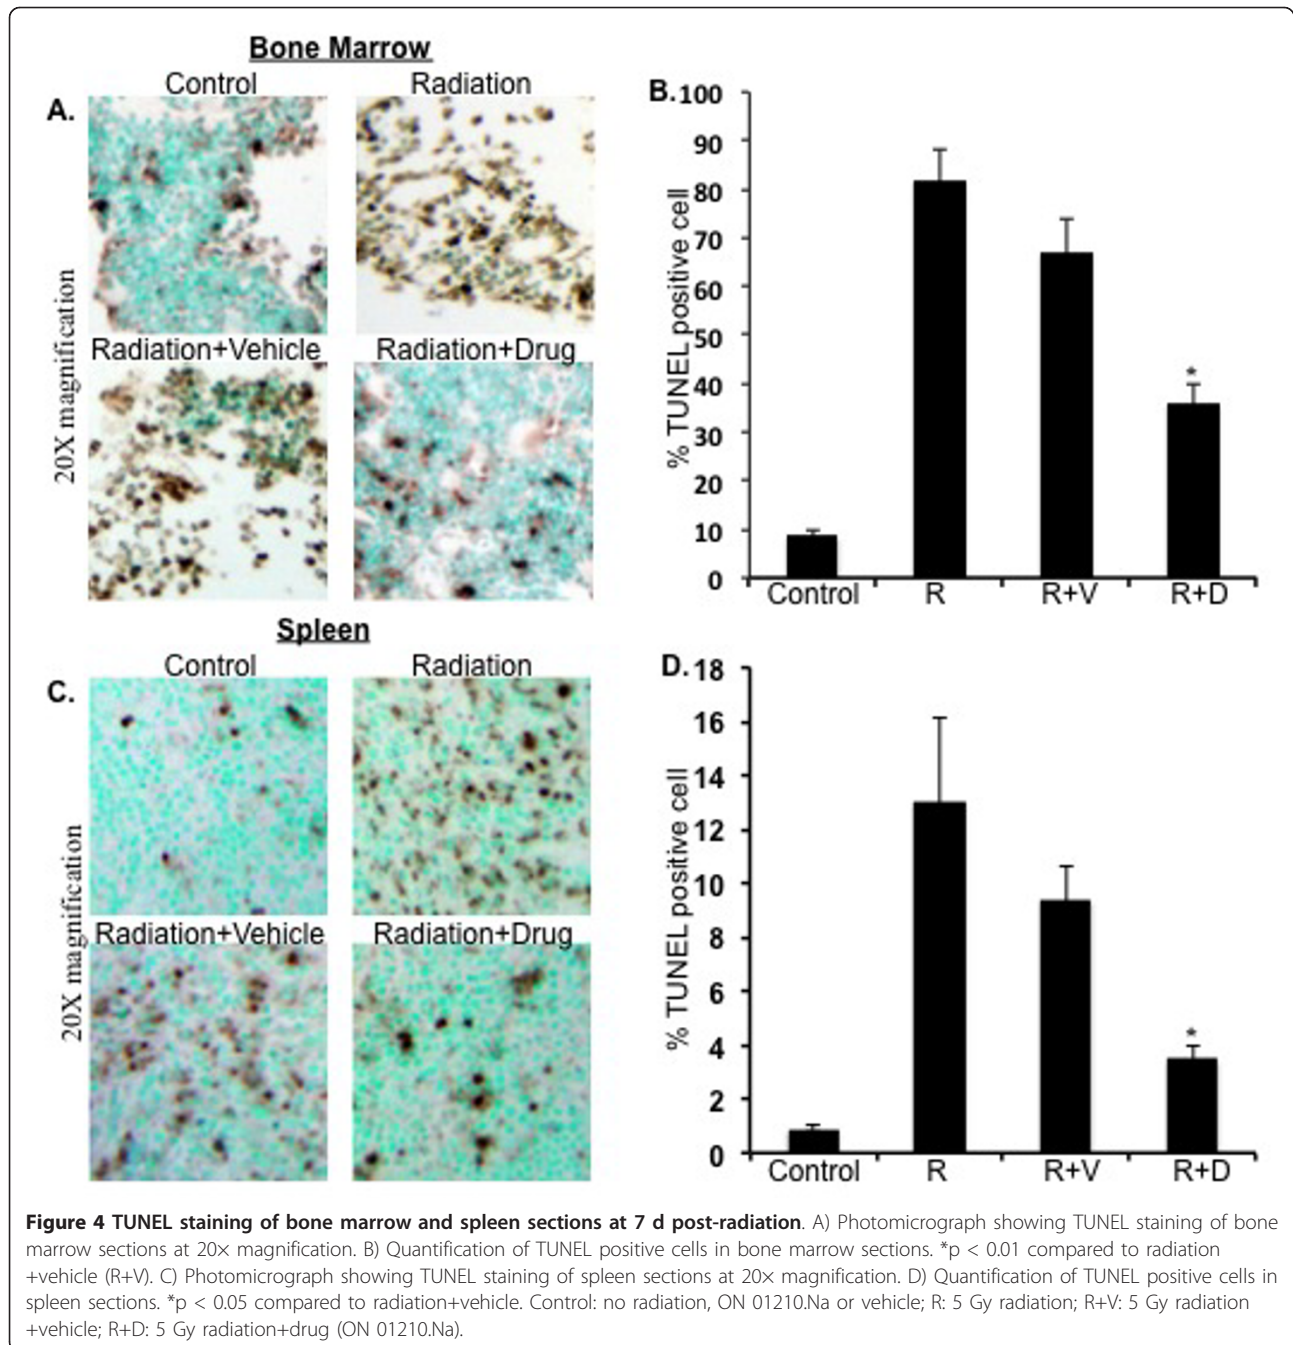 Bone Marrow
Control
Radiation
A.
20X magnification
Radiation+Vehicle
Radiation+Drug
B.
% TUNEL positive cell
100
90
80
70
60
50
40
30
20
10
0
*
Control
R
R+V
R+D
Spleen
Control
Radiation
C.
20X magnification
Radiation+Vehicle
Radiation+Drug
D.
% TUNEL positive cell
18
16
14
12
10
8
6
4
2
0
*
Control
R
R+V
R+D
Figure 4 TUNEL staining of bone marrow and spleen sections at 7 d post-radiation. A) Photomicrograph showing TUNEL staining of bone
marrow sections at 20× magnification. B) Quantification of TUNEL positive cells in bone marrow sections. *p < 0.01 compared to radiation
+vehicle (R+V). C) Photomicrograph showing TUNEL staining of spleen sections at 20× magnification. D) Quantification of TUNEL positive cells in
spleen sections. *p < 0.05 compared to radiation+vehicle. Control: no radiation, ON 01210.Na or vehicle; R: 5 Gy radiation; R+V: 5 Gy radiation
+vehicle; R+D: 5 Gy radiation+drug (ON 01210.Na).